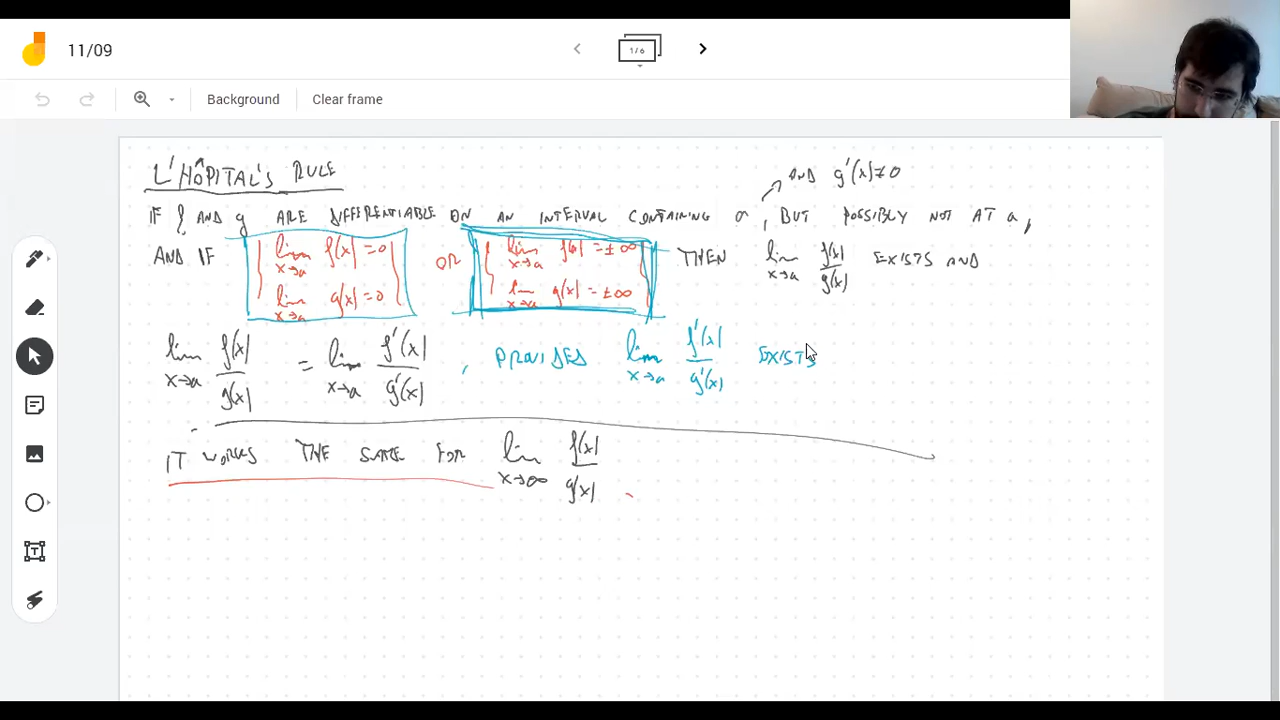 11/09
1/6
Background
Clear frame
L'HÔPITAL'S RULE
AND g'(x)≠0
IF f AND g ARE DIFFERENTIABLE ON AN INTERVAL CONTAINING a, BUT POSSIBLY NOT AT a,
AND IF lim x→a f(x)=0 lim x→a g(x)=0 OR lim x→a f(x)=±∞ lim x→a g(x)=±∞ THEN lim x→a f(x)/g(x) EXISTS AND
lim x→a f(x)/g(x) = lim x→a f'(x)/g'(x), PROVIDED lim x→a f'(x)/g'(x) EXISTS
IT WORKS THE SAME FOR lim x→∞ f(x)/g(x)